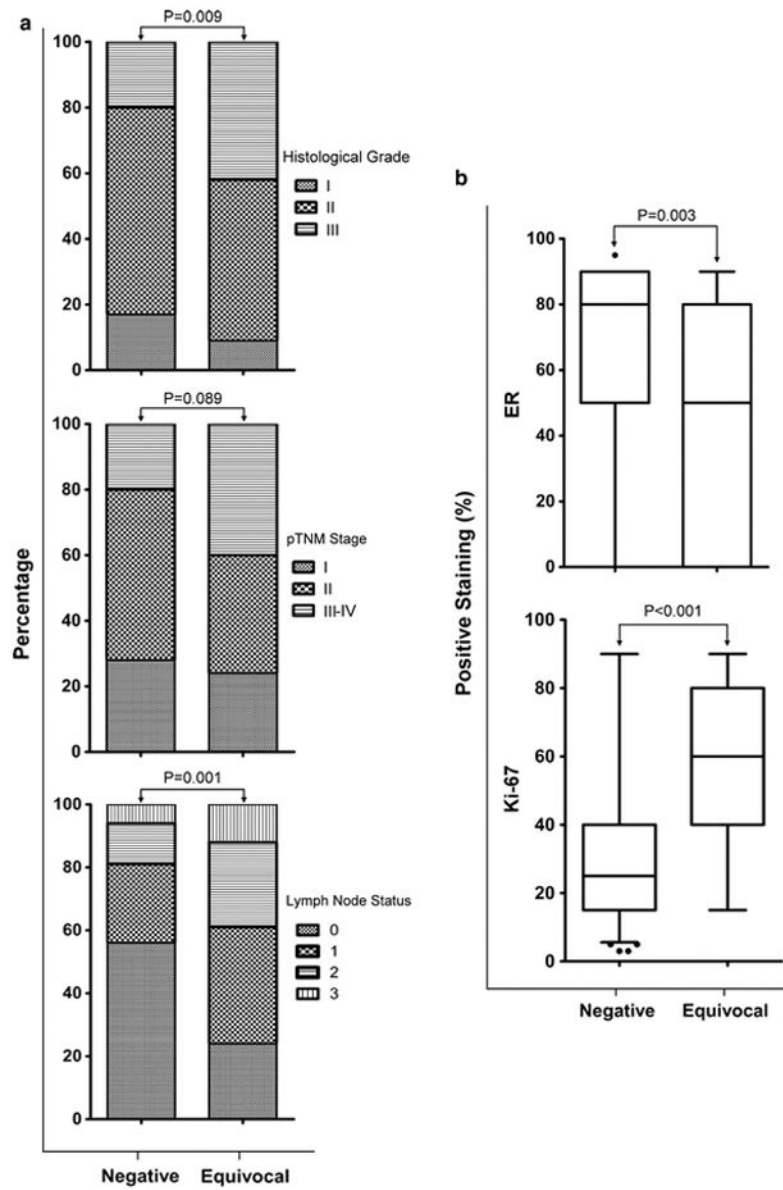 a
P=0.009
100
80
60
40
20
0
Histological Grade
I
II
III
P=0.089
100
80
60
40
20
0
pTNM Stage
I
II
III-IV
P=0.001
100
80
60
40
20
0
Lymph Node Status
0
1
2
3
Percentage
Negative Equivocal
b
P=0.003
100
80
60
40
20
0
ER
P<0.001
100
80
60
40
20
0
Ki-67
Positive Staining (%)
Negative Equivocal